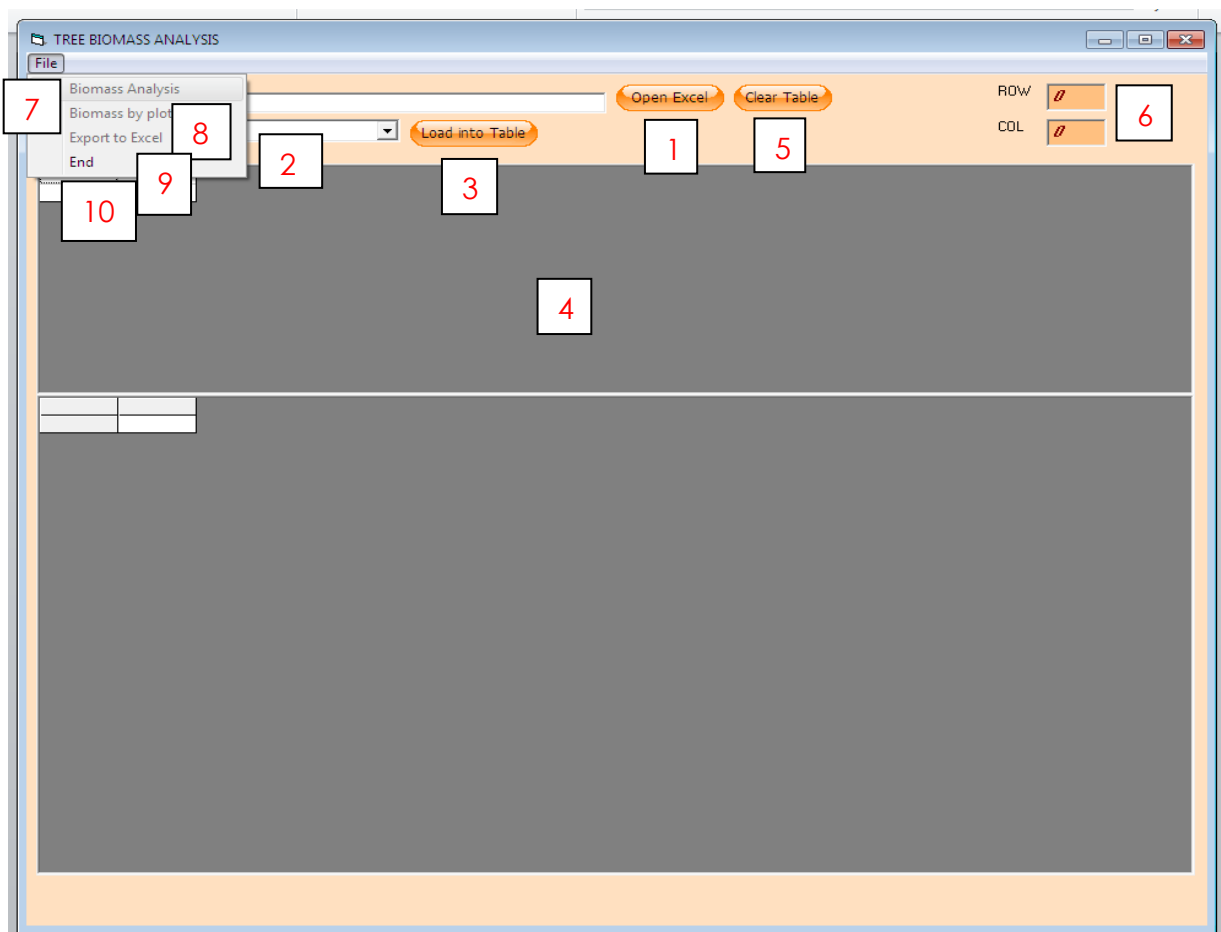 TREE BIOMASS ANALYSIS
File
Biomass Analysis
Biomass by plot
Export to Excel
End
Open Excel
Clear Table
Load into Table
ROW 0
COL 0
7
8
9
10
2
3
1
5
6
4